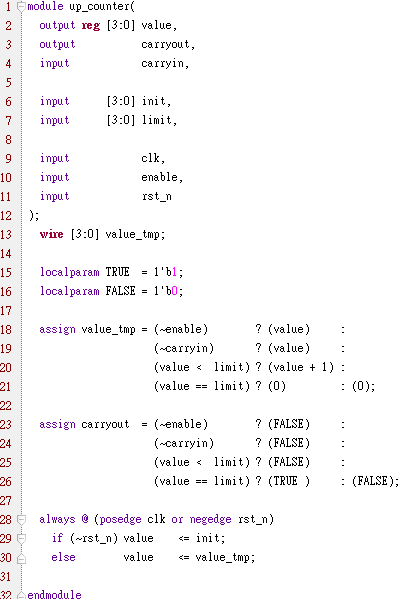 1 module up_counter(
2 output reg [3:0] value,
3 output carryout,
4 input carryin,
5
6 input [3:0] init,
7 input [3:0] limit,
8
9 input clk,
10 input enable,
11 input rst_n
12 );
13 wire [3:0] value_tmp;
14
15 localparam TRUE = 1'b1;
16 localparam FALSE = 1'b0;
17
18 assign value_tmp = (~enable) ? (value) :
19 (~carryin) ? (value) :
20 (value < limit) ? (value + 1) :
21 (value == limit) ? (0) : (0);
22
23 assign carryout = (~enable) ? (FALSE) :
24 (~carryin) ? (FALSE) :
25 (value < limit) ? (FALSE) :
26 (value == limit) ? (TRUE ) : (FALSE);
27
28 always @ (posedge clk or negedge rst_n)
29 if (~rst_n) value <= init;
30 else value <= value_tmp;
31
32 endmodule